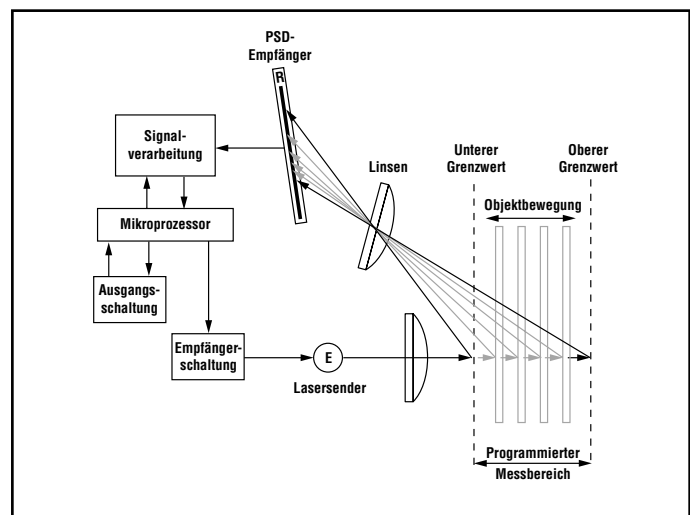 PSD-
Empfänger
R
Signal-
verarbeitung
Linsen
Unterer
Grenzwert
Oberer
Grenzwert
Objektbewegung
Mikroprozessor
Ausgangs-
schaltung
Empfänger-
schaltung
E
Lasersender
Programmierter
Messbereich